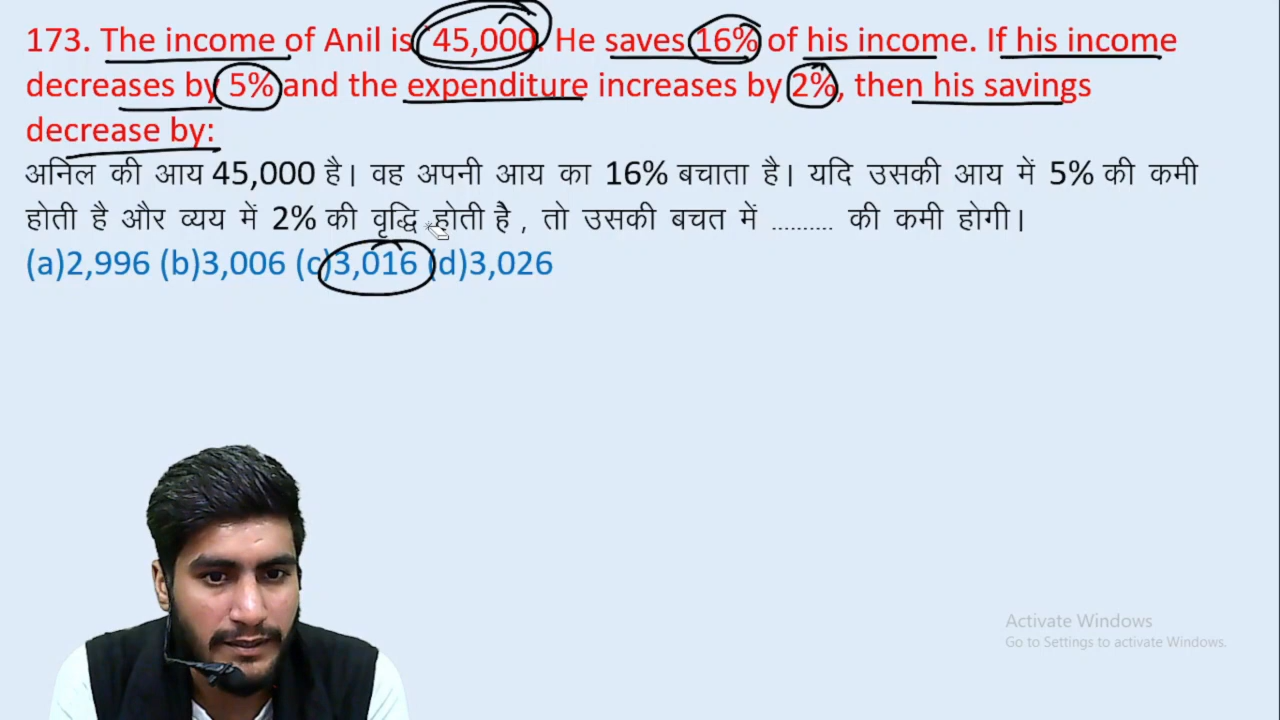 173. The income of Anil is 45,000. He saves 16% of his income. If his income
decreases by 5% and the expenditure increases by 2%, then his savings
decrease by:
अनिल की आय 45,000 है। वह अपनी आय का 16% बचाता है। यदि उसकी आय में 5% की कमी
होती है और व्यय में 2% की वृद्धि होती है , तो उसकी बचत में .......... की कमी होगी।
(a)2,996 (b)3,006 (c)3,016 (d)3,026
Activate Windows
Go to Settings to activate Windows.